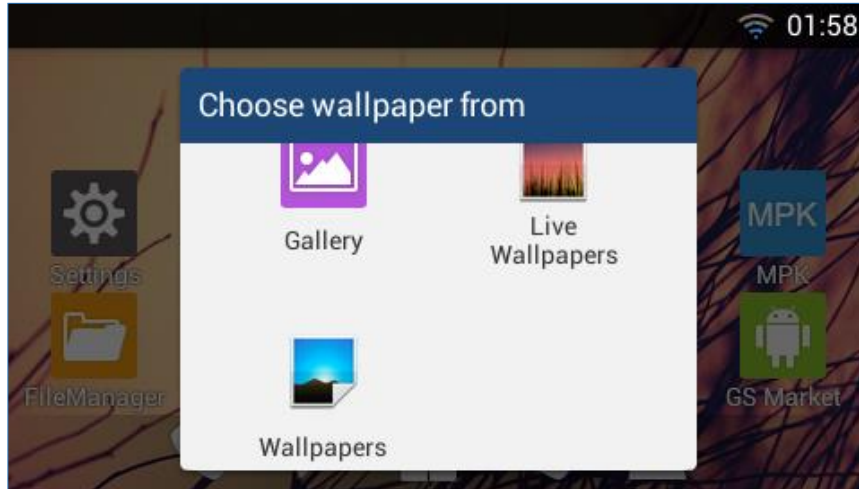 01:58
Choose wallpaper from
Gallery
Live
Wallpapers
MPK
Settings
MPK
FileManager
GS Market
Wallpapers